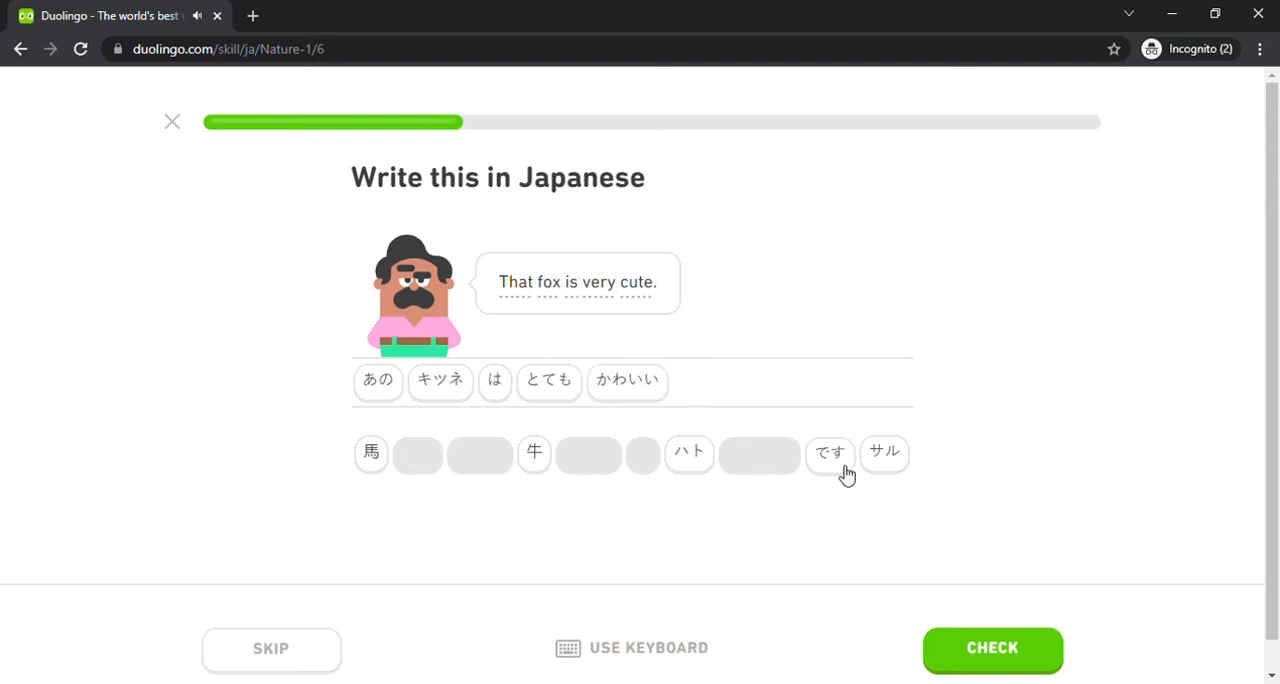 Duolingo - The world's best
duolingo.com/skill/ja/Nature-1/6
Incognito (2)
Write this in Japanese
That fox is very cute.
あの キツネ は とても かわいい
馬 牛 ハト です サル
SKIP
USE KEYBOARD
CHECK